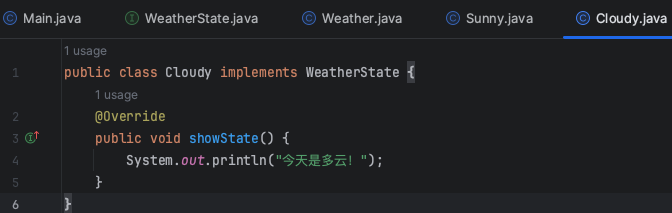 Main.java WeatherState.java Weather.java Sunny.java Cloudy.java
1 usage
1 public class Cloudy implements WeatherState {
1 usage
2 @Override
3 public void showState() {
4 System.out.println("今天是多云！");
5 }
6 }